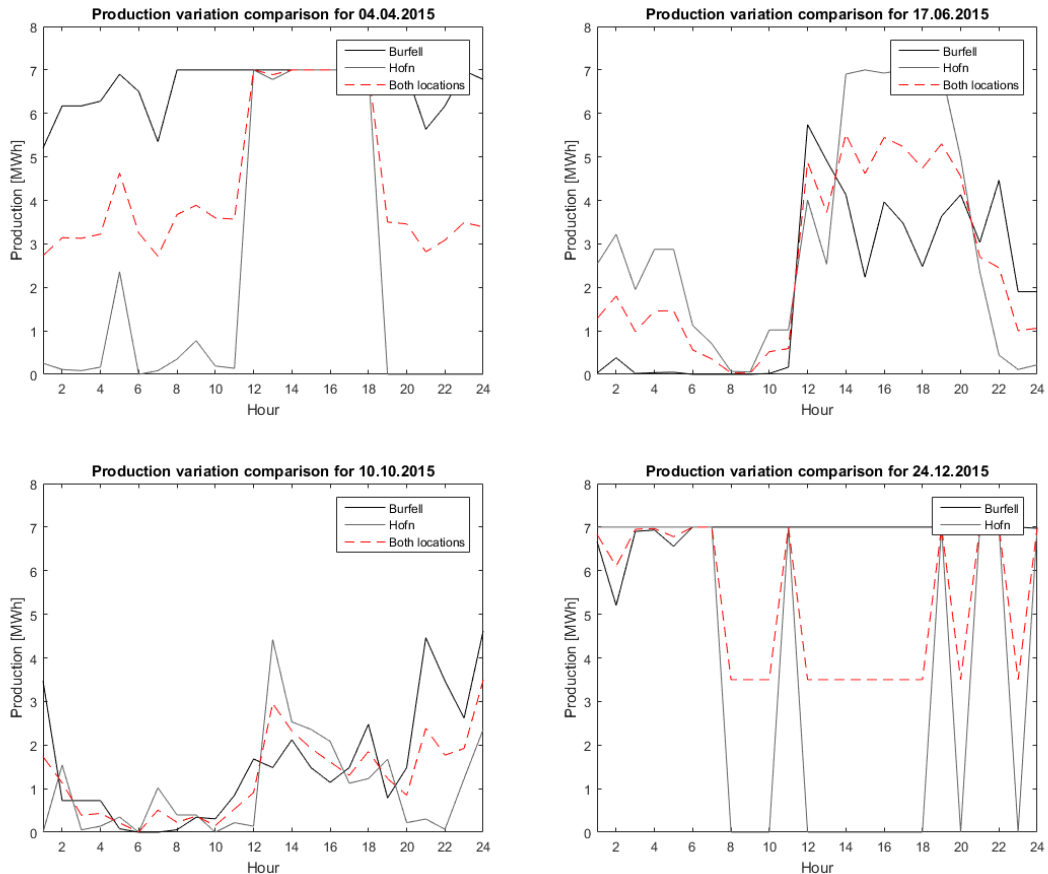 Production variation comparison for 04.04.2015
8
7
6
5
4
3
2
1
0
Production [MWh]
Burfell
Hofn
Both locations
2 4 6 8 10 12 14 16 18 20 22 24
Hour
Production variation comparison for 17.06.2015
8
7
6
5
4
3
2
1
0
Production [MWh]
Burfell
Hofn
Both locations
2 4 6 8 10 12 14 16 18 20 22 24
Hour
Production variation comparison for 10.10.2015
8
7
6
5
4
3
2
1
0
Production [MWh]
Burfell
Hofn
Both locations
2 4 6 8 10 12 14 16 18 20 22 24
Hour
Production variation comparison for 24.12.2015
8
7
6
5
4
3
2
1
0
Production [MWh]
Burfell
Hofn
2 4 6 8 10 12 14 16 18 20 22 24
Hour